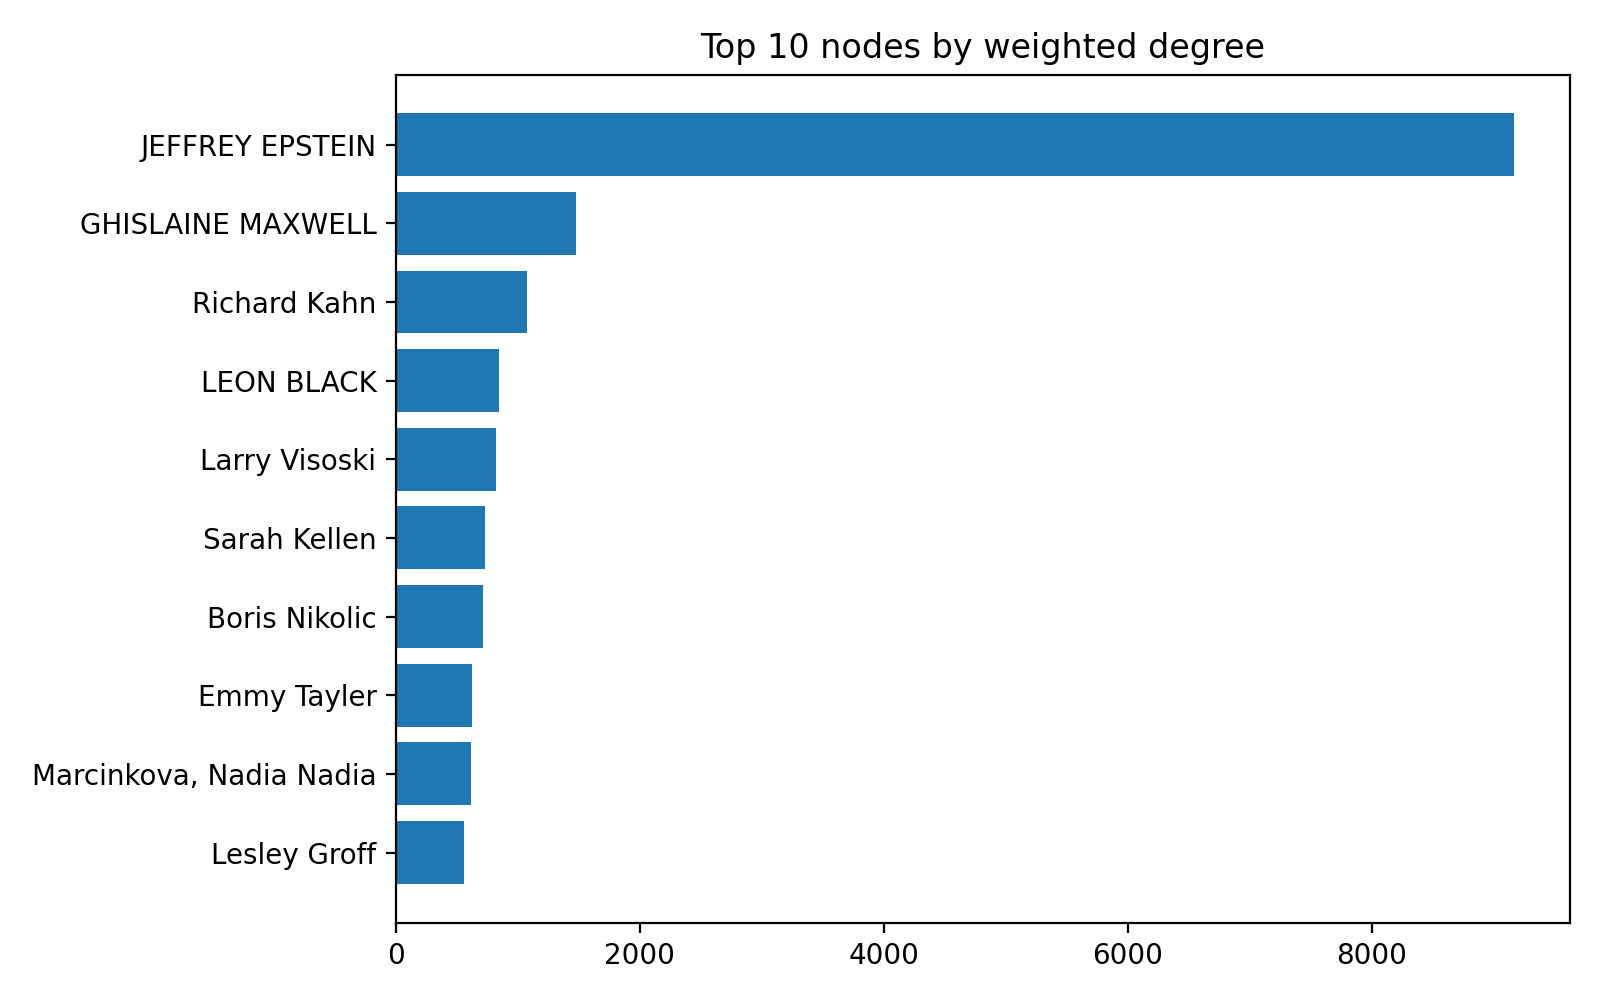 Top 10 nodes by weighted degree
JEFFREY EPSTEIN
GHISLAINE MAXWELL
Richard Kahn
LEON BLACK
Larry Visoski
Sarah Kellen
Boris Nikolic
Emmy Tayler
Marcinkova, Nadia Nadia
Lesley Groff
0 2000 4000 6000 8000